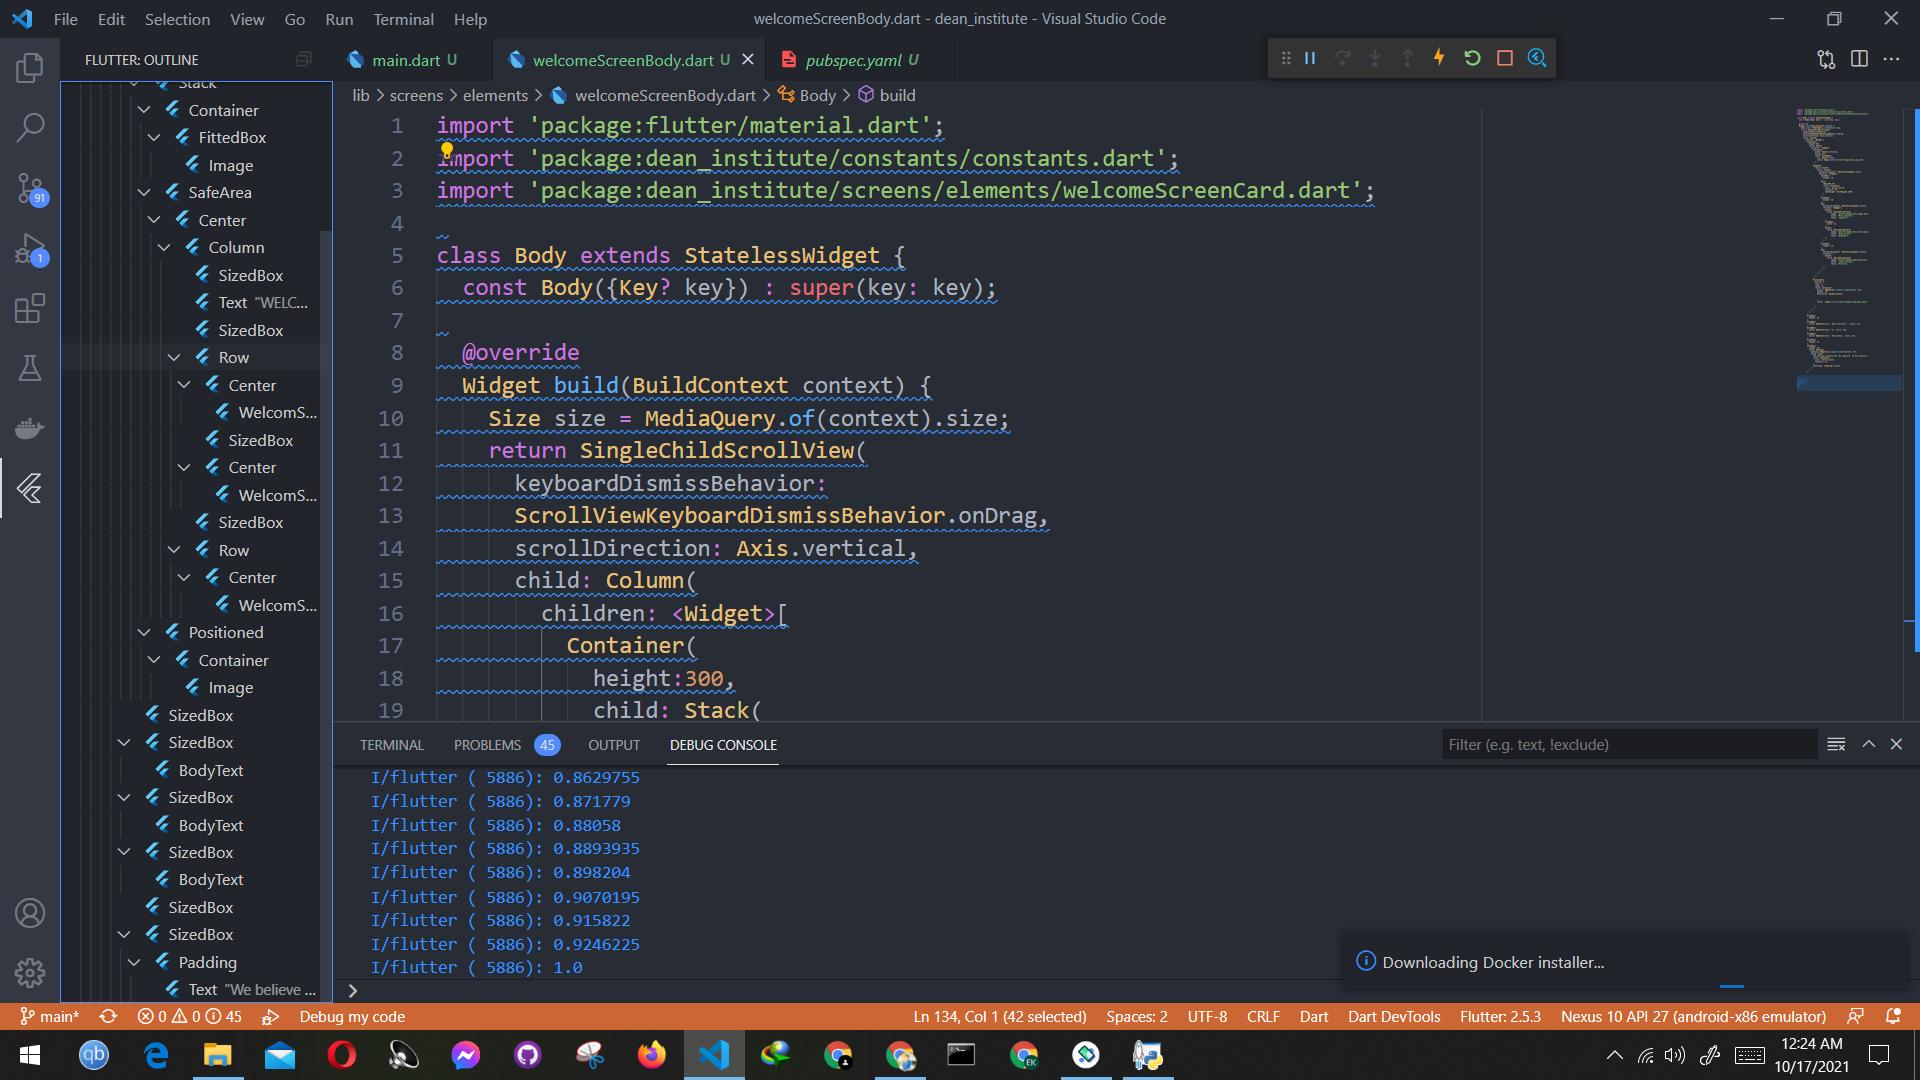 File Edit Selection View Go Run Terminal Help
welcomeScreenBody.dart - dean_institute - Visual Studio Code
FLUTTER: OUTLINE
main.dart U
welcomeScreenBody.dart U
pubspec.yaml U
lib > screens > elements > welcomeScreenBody.dart > Body > build
Stack
Container
FittedBox
Image
SafeArea
Center
Column
SizedBox
Text "WELC...
SizedBox
Row
Center
WelcomS...
SizedBox
Center
WelcomS...
SizedBox
Row
Center
WelcomS...
Positioned
Container
Image
SizedBox
SizedBox
BodyText
SizedBox
BodyText
SizedBox
BodyText
SizedBox
SizedBox
Padding
Text "We believe ...
91
1
1 import 'package:flutter/material.dart';
2 import 'package:dean_institute/constants/constants.dart';
3 import 'package:dean_institute/screens/elements/welcomeScreenCard.dart';
4
5 class Body extends StatelessWidget {
6 const Body({Key? key}) : super(key: key);
7
8 @override
9 Widget build(BuildContext context) {
10 Size size = MediaQuery.of(context).size;
11 return SingleChildScrollView(
12 keyboardDismissBehavior:
13 ScrollViewKeyboardDismissBehavior.onDrag,
14 scrollDirection: Axis.vertical,
15 child: Column(
16 children: <Widget>[
17 Container(
18 height:300,
19 child: Stack(
TERMINAL PROBLEMS 45 OUTPUT DEBUG CONSOLE
Filter (e.g. text, !exclude)
I/flutter ( 5886): 0.8629755
I/flutter ( 5886): 0.871779
I/flutter ( 5886): 0.88058
I/flutter ( 5886): 0.8893935
I/flutter ( 5886): 0.898204
I/flutter ( 5886): 0.9070195
I/flutter ( 5886): 0.915822
I/flutter ( 5886): 0.9246225
I/flutter ( 5886): 1.0
>
Downloading Docker installer...
main* 0 0 45 Debug my code
Ln 134, Col 1 (42 selected) Spaces: 2 UTF-8 CRLF Dart Dart DevTools Flutter: 2.5.3 Nexus 10 API 27 (android-x86 emulator)
qb
EK
12:24 AM
10/17/2021